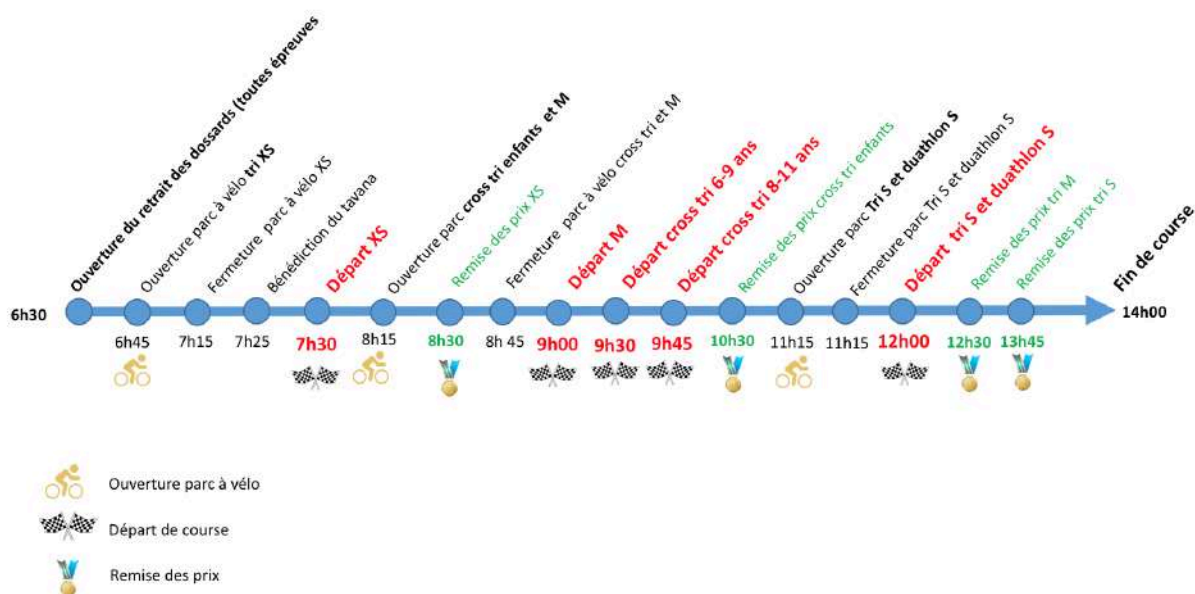 Ouverture du retrait des dossards (toutes épreuves
Ouverture parc à vélo tri XS
Fermeture parc à vélo XS
Bénédiction du tavana
Départ XS
Ouverture parc cross tri enfants et M
Remise des prix XS
Fermeture parc à vélo cross tri et M
Départ M
Départ cross tri 6-9 ans
Départ cross tri 8-11 ans
Remise des prix cross tri enfants
Ouverture parc Tri S et duathlon S
Fermeture parc Tri S et duathlon S
Départ tri S et duathlon S
Remise des prix tri M
Remise des prix tri S
Fin de course
6h30
14h00
6h45
7h15
7h25
7h30
8h15
8h30
8h 45
9h00
9h30
9h45
10h30
11h15
11h15
12h00
12h30
13h45
Ouverture parc à vélo
Départ de course
Remise des prix